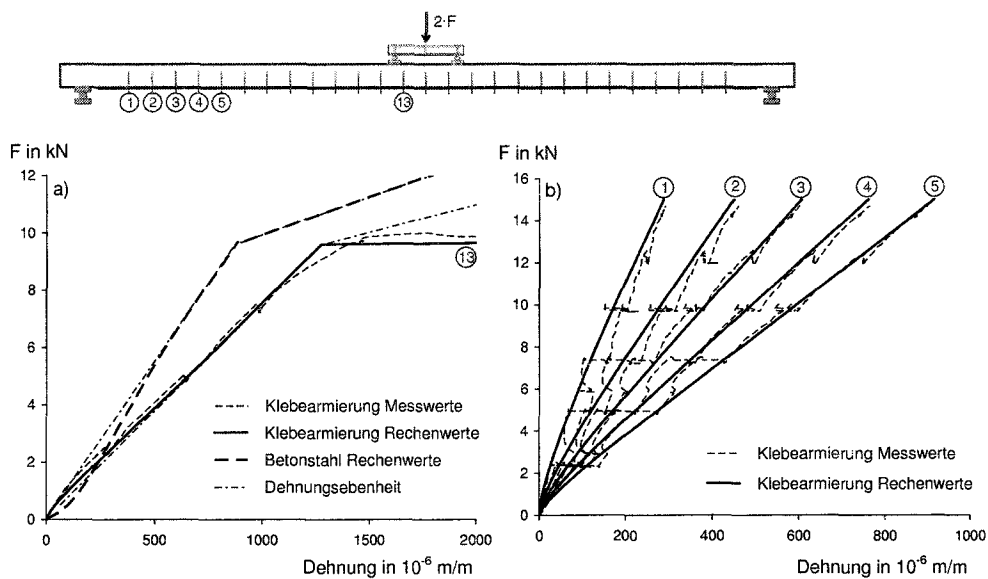 2·F
1 2 3 4 5 13
F in kN
a)
12
10
8
6
4
2
0
13
Klebearmierung Messwerte
Klebearmierung Rechenwerte
Betonstahl Rechenwerte
Dehnungsebenheit
0 500 1000 1500 2000
Dehnung in 10⁻⁶ m/m
F in kN
b)
16
14
12
10
8
6
4
2
0
1 2 3 4 5
Klebearmierung Messwerte
Klebearmierung Rechenwerte
0 200 400 600 800 1000
Dehnung in 10⁻⁶ m/m